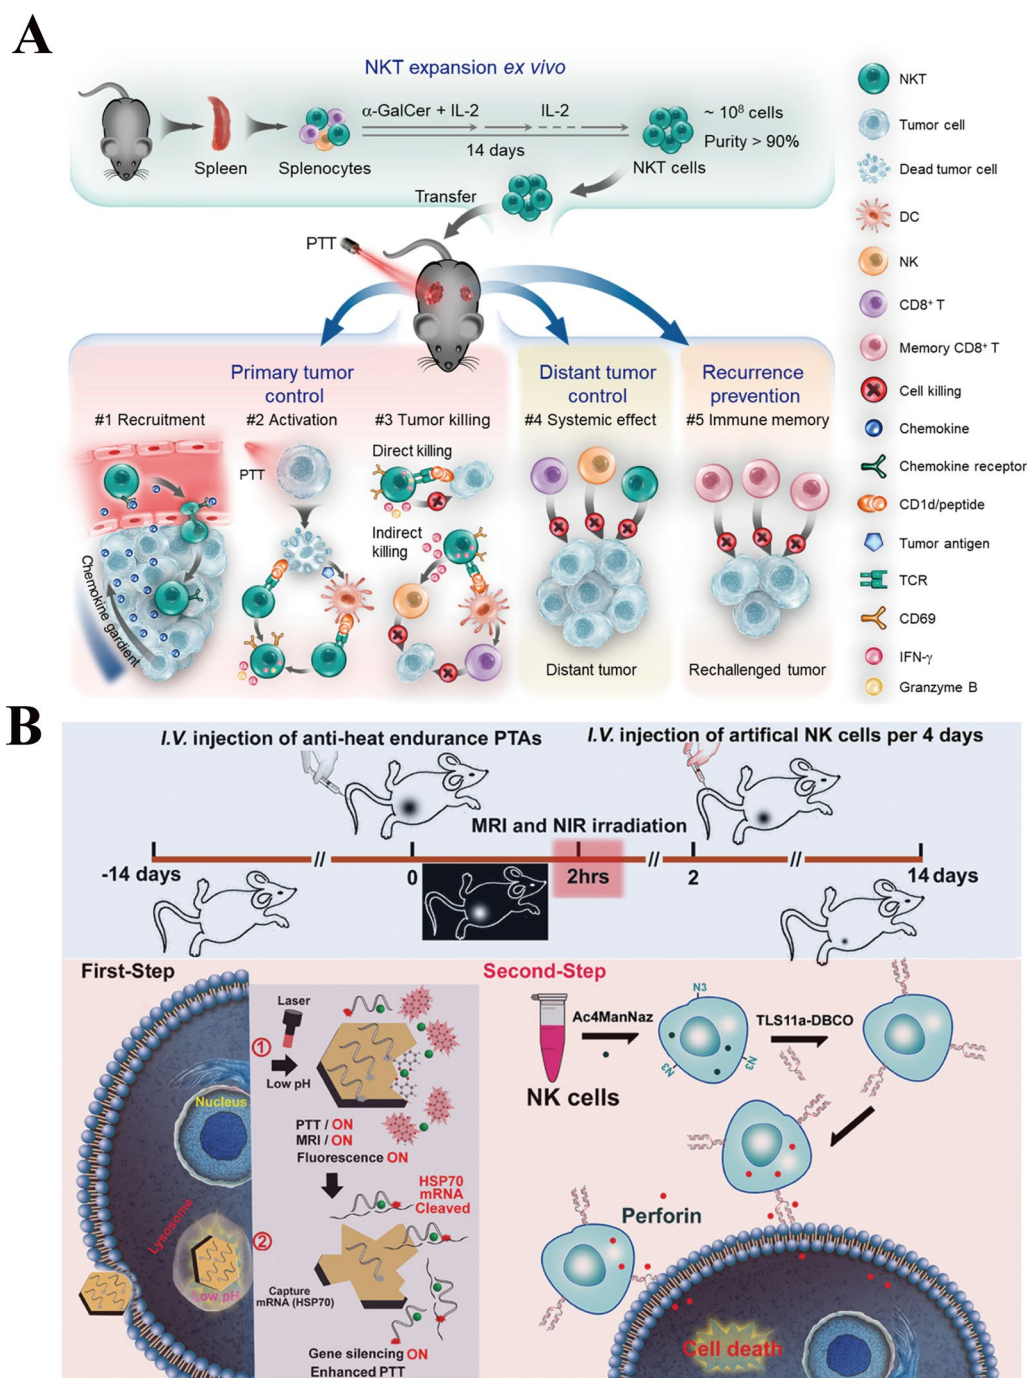 A
NKT expansion ex vivo
α-GalCer + IL-2
IL-2
14 days
Spleen
Splenocytes
NKT cells
~ 10⁸ cells
Purity > 90%
Transfer
PTT
Primary tumor
control
Distant tumor
control
Recurrence
prevention
#1 Recruitment
#2 Activation
#3 Tumor killing
#4 Systemic effect
#5 Immune memory
Chemokine gardient
PTT
Direct killing
Indirect
killing
Distant tumor
Rechallenged tumor
NKT
Tumor cell
Dead tumor cell
DC
NK
CD8⁺ T
Memory CD8⁺ T
Cell killing
Chemokine
Chemokine receptor
CD1d/peptide
Tumor antigen
TCR
CD69
IFN-γ
Granzyme B
B
I.V. injection of anti-heat endurance PTAs
I.V. injection of artifical NK cells per 4 days
MRI and NIR irradiation
-14 days
0
2hrs
2
14 days
First-Step
Nucleus
Lysosome
Low pH
Laser
1
Low pH
PTT / ON
MRI / ON
Fluorescence ON
HSP70
mRNA
Cleaved
2
Capture
mRNA (HSP70)
Gene silencing ON
Enhanced PTT
Second-Step
NK cells
Ac4ManNaz
N3
N3
N3
TLS11a-DBCO
Perforin
Cell death